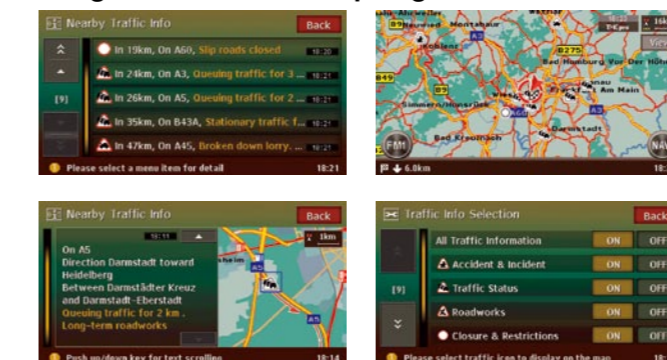 Nearby Traffic Info Back
In 19km, On A60, Slip roads closed 18:20
In 24km, On A3, Queuing traffic for 3 ... 18:21
In 26km, On A5, Queuing traffic for 2 ... 18:21
[9]
In 35km, On B43A, Stationary traffic f... 18:21
In 47km, On A45, Broken down lorry. ... 18:21
Please select a menu item for detail 18:21
Montabaur
Koblenz
A3
B275
Bad Homburg Vor Der Höhe
B49
B9
Simmern/Hunsrück
A60
Am Main
A3
Darmstadt
Bad Kreuznach
FM1
NAV
6.0km
Nearby Traffic Info Back
18:11
On A5
Direction Darmstadt toward
Heidelberg
Between Darmstädter Kreuz
and Darmstadt-Eberstadt
Queuing traffic for 2 km .
Long-term roadworks
1km
A5
A5
Push up/down key for text scrolling 18:14
Traffic Info Selection Back
All Traffic Information ON OFF
Accident & Incident ON OFF
[9]
Traffic Status ON OFF
Roadworks ON OFF
Closure & Restrictions ON OFF
Please select traffic icon to display on the map